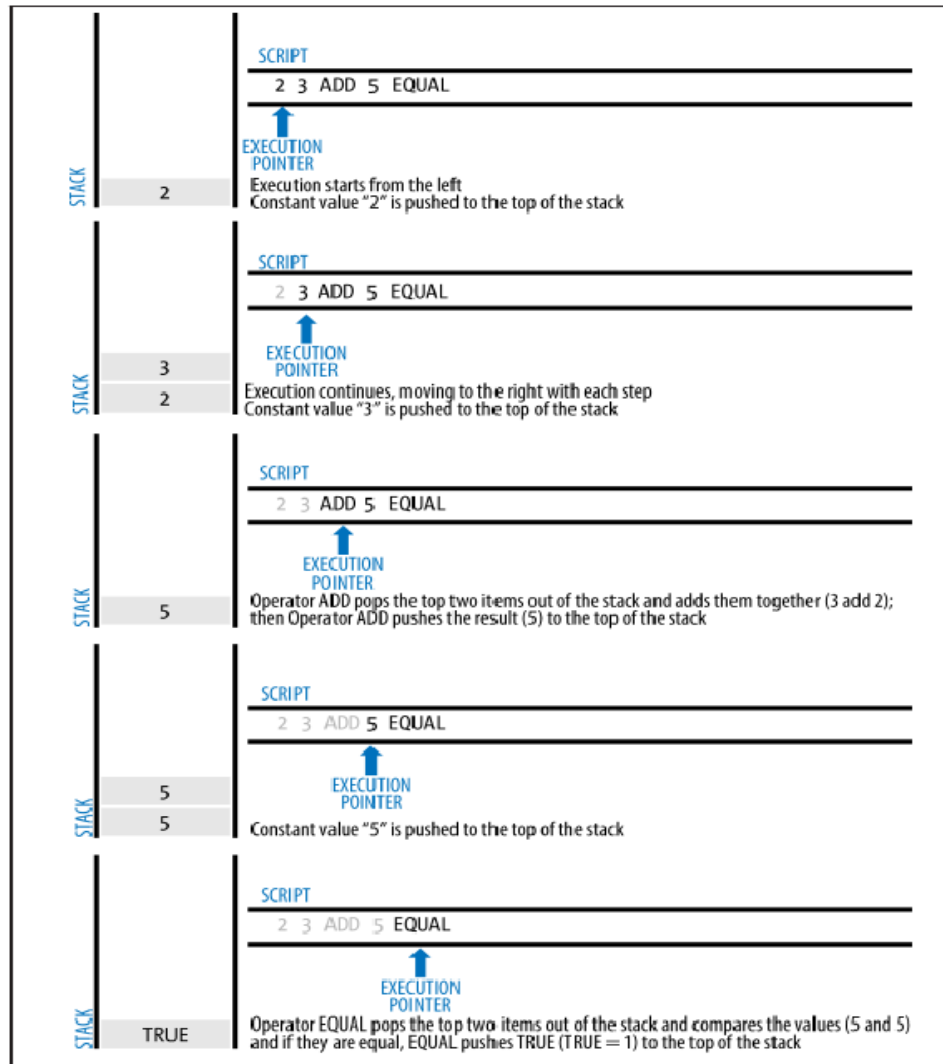 SCRIPT
2 3 ADD 5 EQUAL
EXECUTION
POINTER
STACK
2
Execution starts from the left
Constant value “2” is pushed to the top of the stack
SCRIPT
2 3 ADD 5 EQUAL
EXECUTION
POINTER
STACK
3
2
Execution continues, moving to the right with each step
Constant value “3” is pushed to the top of the stack
SCRIPT
2 3 ADD 5 EQUAL
EXECUTION
POINTER
STACK
5
Operator ADD pops the top two items out of the stack and adds them together (3 add 2);
then Operator ADD pushes the result (5) to the top of the stack
SCRIPT
2 3 ADD 5 EQUAL
EXECUTION
POINTER
STACK
5
5
Constant value “5” is pushed to the top of the stack
SCRIPT
2 3 ADD 5 EQUAL
EXECUTION
POINTER
STACK
TRUE
Operator EQUAL pops the top two items out of the stack and compares the values (5 and 5)
and if they are equal, EQUAL pushes TRUE (TRUE = 1) to the top of the stack